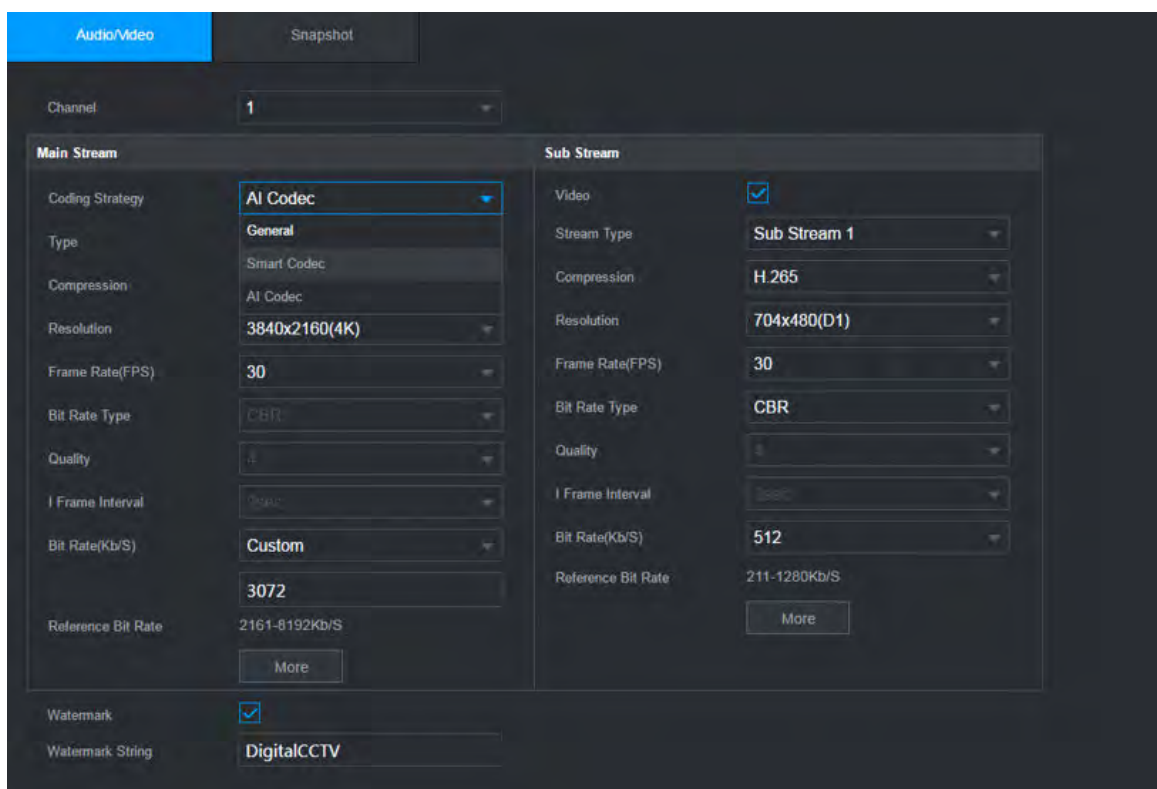 Audio/Video Snapshot
Channel 1
Main Stream
Coding Strategy AI Codec
General
Type
Smart Codec
Compression
AI Codec
Resolution 3840x2160(4K)
Frame Rate(FPS) 30
Bit Rate Type CBR
Quality 4
I Frame Interval
Bit Rate(Kb/S) Custom
3072
Reference Bit Rate 2161-8192Kb/S
More
Sub Stream
Video
Stream Type Sub Stream 1
Compression H.265
Resolution 704x480(D1)
Frame Rate(FPS) 30
Bit Rate Type CBR
Quality
I Frame Interval
Bit Rate(Kb/S) 512
Reference Bit Rate 211-1280Kb/S
More
Watermark
Watermark String DigitalCCTV